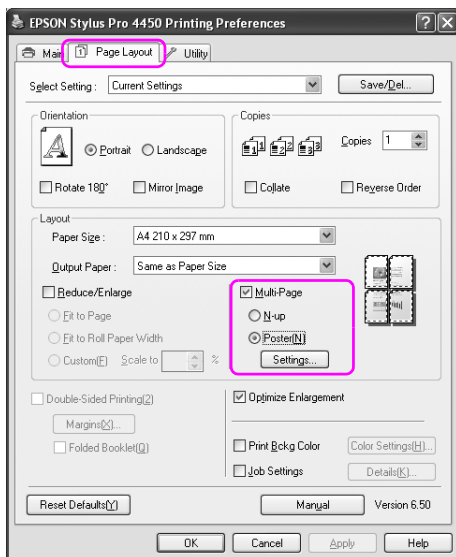 EPSON Stylus Pro 4450 Printing Preferences
Main Page Layout Utility
Select Setting : Current Settings Save/Del...
Orientation Copies
A Portrait Landscape Copies 1
Rotate 180° Mirror Image Collate Reverse Order
Layout
Paper Size : A4 210 x 297 mm
Output Paper : Same as Paper Size
Reduce/Enlarge Multi-Page
Fit to Page N-up
Fit to Roll Paper Width Poster(N)
Custom(F) Scale to % Settings...
Double-Sided Printing(2) Optimize Enlargement
Margins(X)...
Folded Booklet(Q) Print Bckg Color Color Settings(H)...
Job Settings Details(K)...
Reset Defaults(Y) Manual Version 6.50
OK Cancel Apply Help